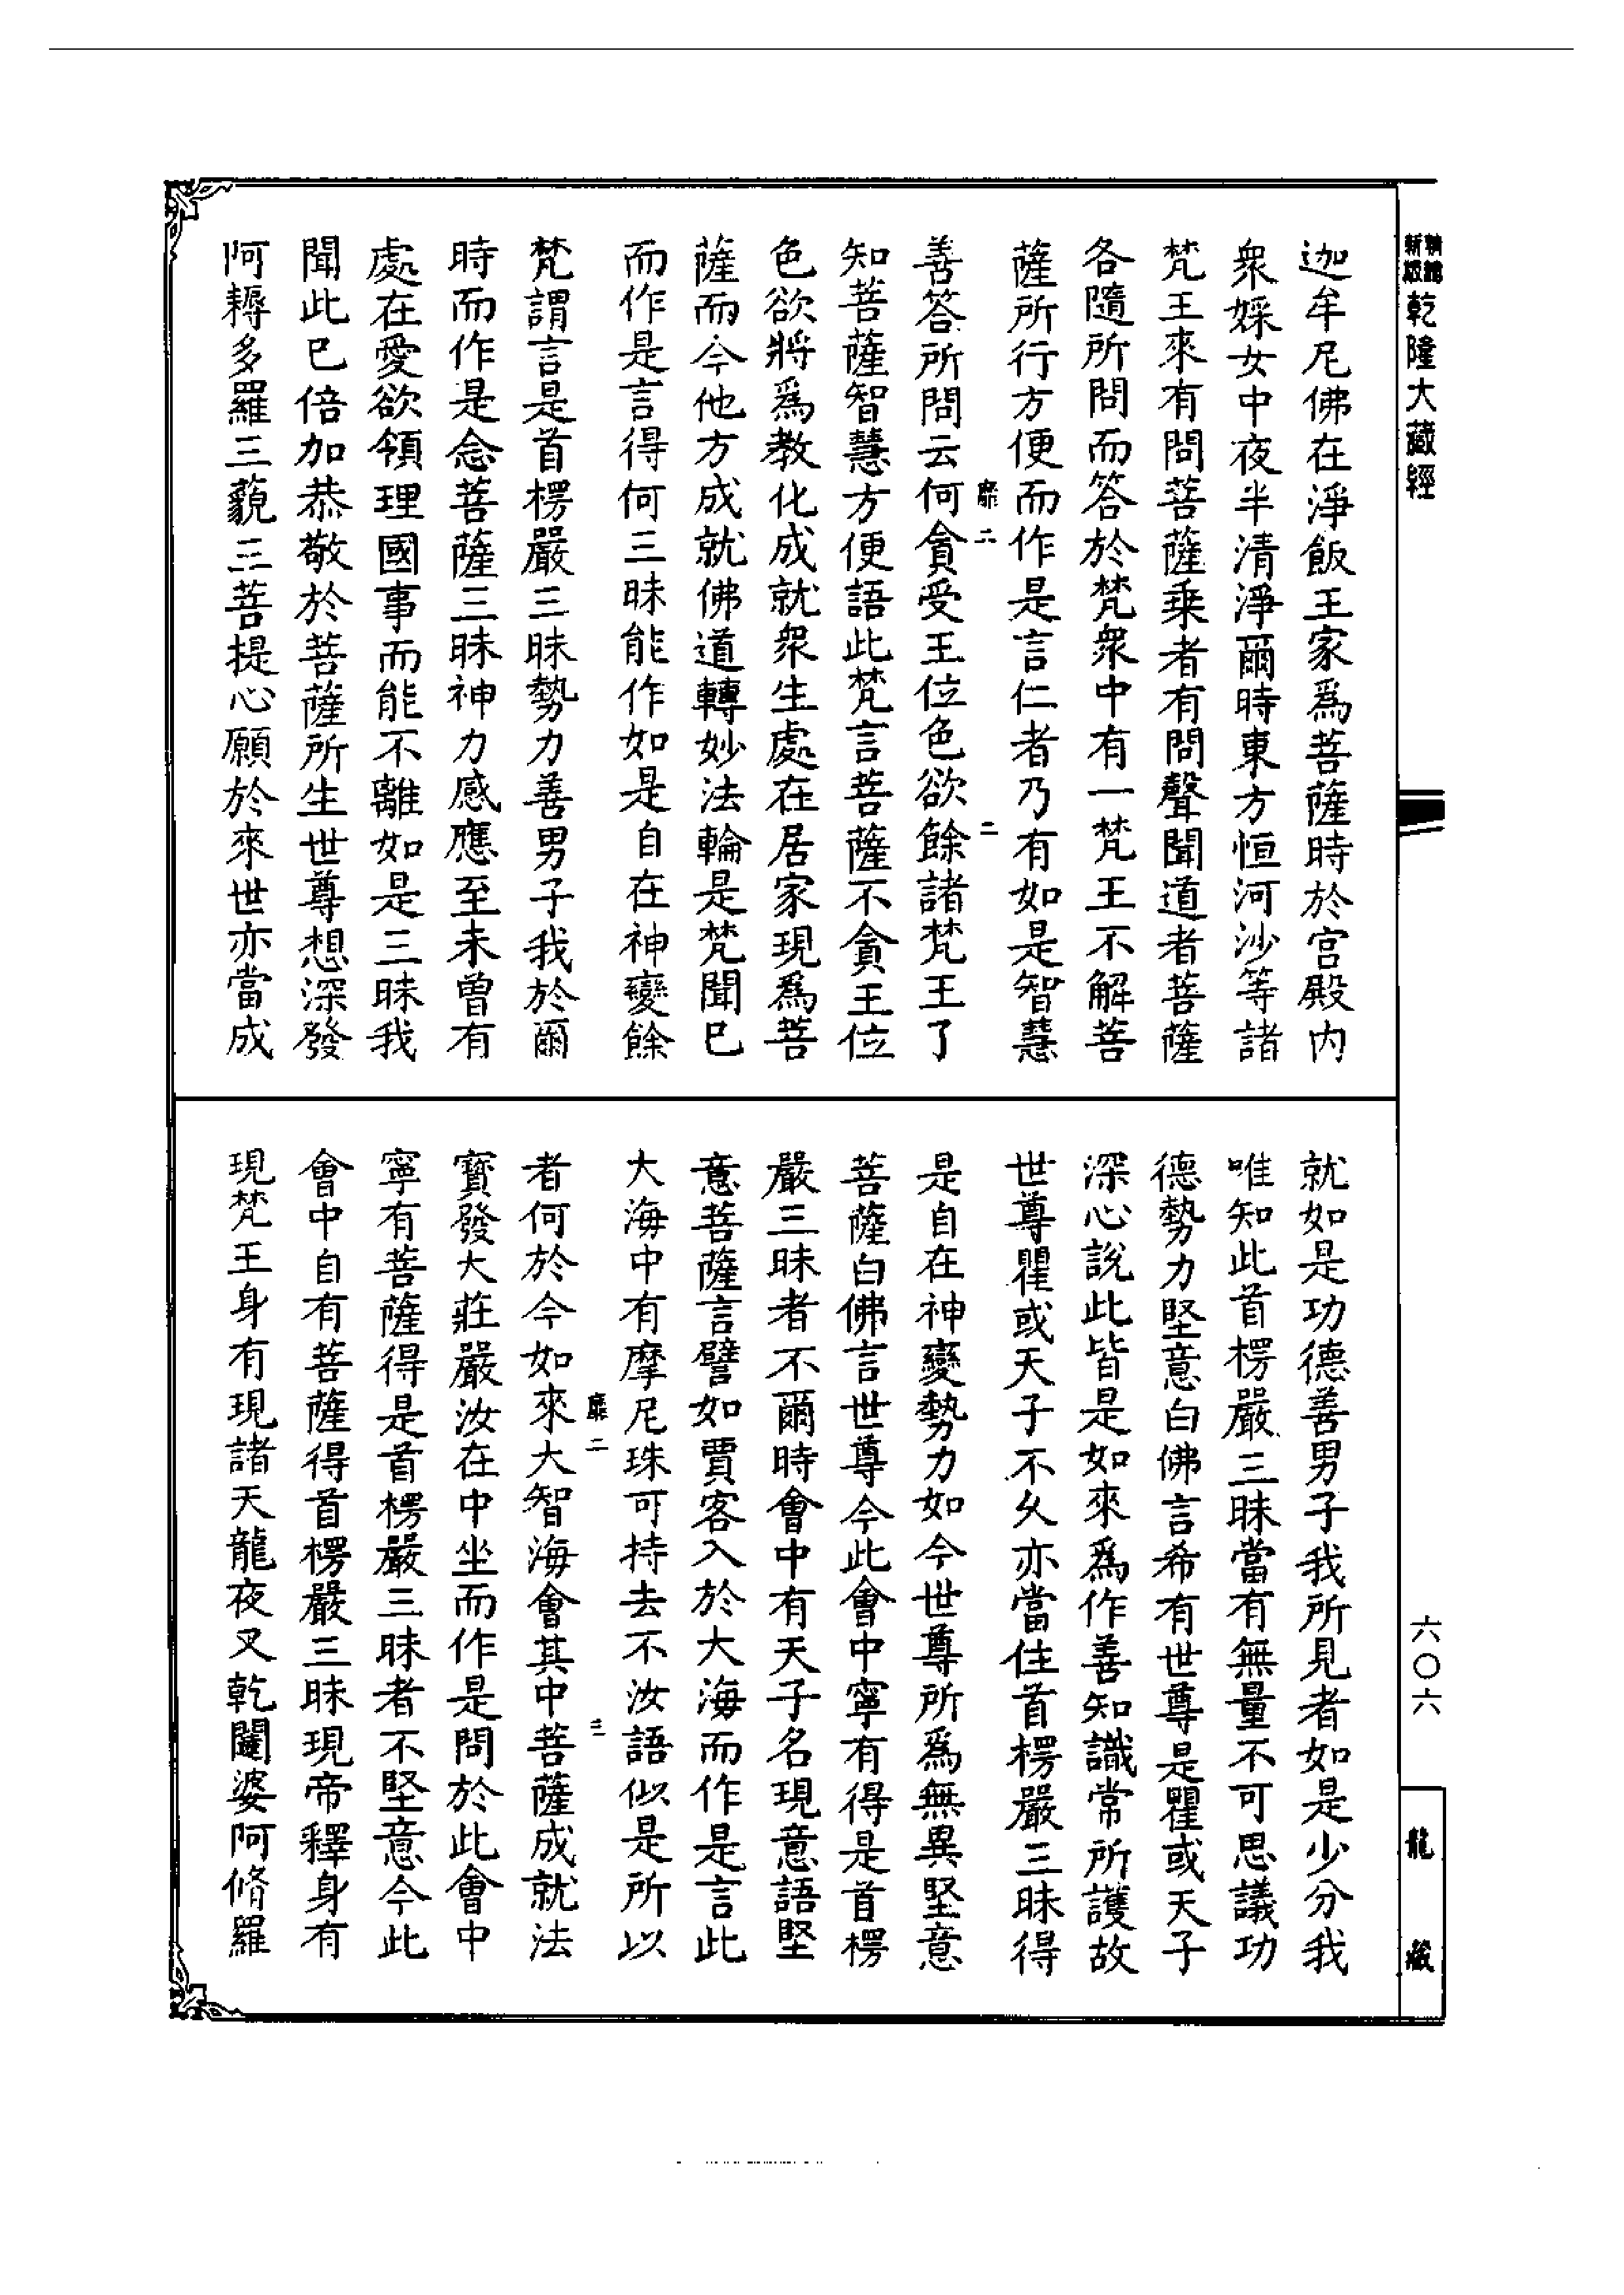 乾隆大藏經
迦牟尼佛在淨飯王家爲菩薩時於宮殿内
衆婇女中夜半清淨爾時東方恒河沙等諸
梵王來有問菩薩乗者有問聲聞道者菩薩
各隨所問而答於梵衆中有一梵王不解菩
薩所行方便而作是言仁者乃有如是智慧
靡二
二
善答所問云何貪受王位色欲餘諸梵王了
知菩薩智慧方便語此梵言菩薩不貪王位
色欲將爲教化成就衆生處在居家現爲菩
薩而今他方成就佛道轉妙法輪是梵聞巳
而作是言得何三昧能作如是自在神變餘
梵謂言是首楞嚴三昧勢力善男子我於爾
時而作是念菩薩三昧神力感應至未曾有
處在愛欲領理國事而能不離如是三昧我
聞此巳倍加恭敬於菩薩所生世尊想深發
阿耨多羅三藐三菩提心願於來世亦當成
就如是功德善男子我所見者如是少分我
唯知此首楞嚴三昧當有無量不可思議功
德勢力堅意白佛言希有世尊是瞿或天子
深心說此皆是如來爲作善知識常所護故
世尊瞿或天子不久亦當住首楞嚴三昧得
是自在神變勢力如今世尊所爲無異堅意
菩薩白佛言世尊今此會中寧有得是首楞
嚴三昧者不爾時會中有天子名現意語堅
意菩薩言譬如賈客入於大海而作是言此
大海中有摩尼珠可持去不汝語似是所以
靡二
三
者何於今如來大智海會其中菩薩成就法
寶發大莊嚴汝在中坐而作是問於此會中
寧有菩薩得是首楞嚴三昧者不堅意今此
會中自有菩薩得首楞嚴三昧現帝釋身有
現梵王身有現諸天龍夜叉乾闥婆阿脩羅
六〇六
龍藏